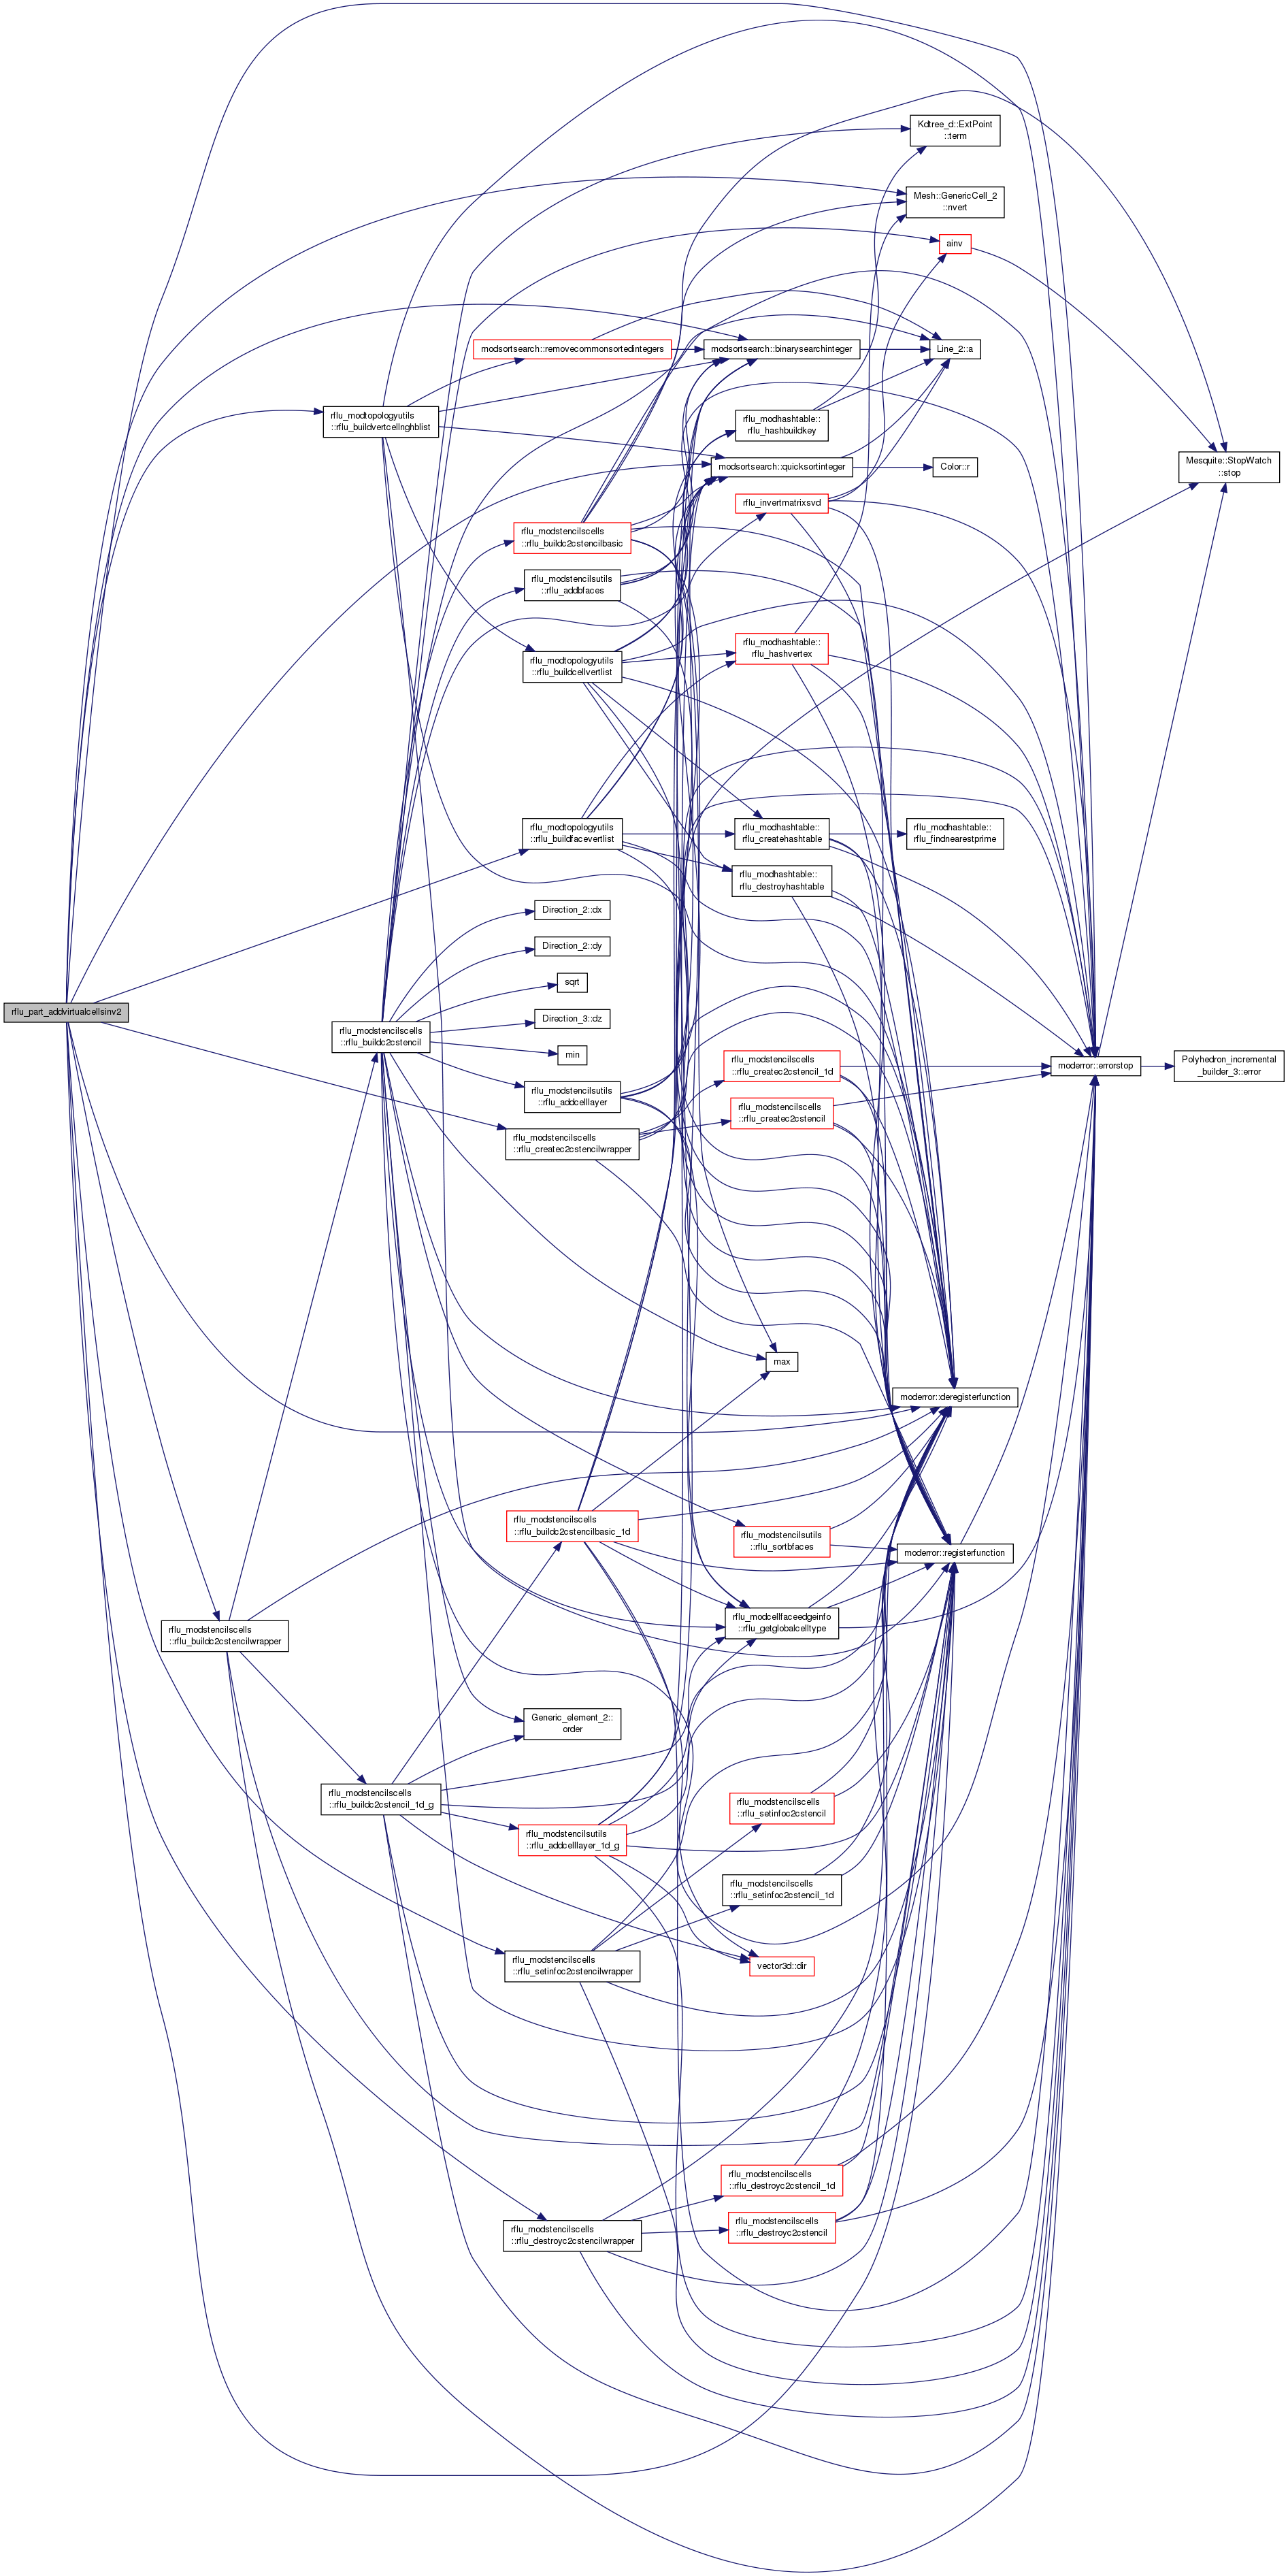 Kdtree_d::ExtPoint
::term
Mesh::GenericCell_2
::nvert
ainv
modsortsearch::removecommonsortedintegers
modsortsearch::binarysearchinteger
Line_2::a
rflu_modtopologyutils
::rflu_buildvertcellnghblist
rflu_modhashtable::
rflu_hashbuildkey
modsortsearch::quicksortinteger
Color::r
Mesquite::StopWatch
::stop
rflu_invertmatrixsvd
rflu_modstencilscells
::rflu_buildc2cstencilbasic
rflu_modstencilsutils
::rflu_addbfaces
rflu_modtopologyutils
::rflu_buildcellvertlist
rflu_modhashtable::
rflu_hashvertex
rflu_modtopologyutils
::rflu_buildfacevertlist
rflu_modhashtable::
rflu_createhashtable
rflu_modhashtable::
rflu_findnearestprime
rflu_modhashtable::
rflu_destroyhashtable
Direction_2::dx
Direction_2::dy
sqrt
rflu_part_addvirtualcellsinv2
Direction_3::dz
rflu_modstencilscells
::rflu_buildc2cstencil
min
rflu_modstencilscells
::rflu_createc2cstencil_1d
moderror::errorstop
Polyhedron_incremental
_builder_3::error
rflu_modstencilsutils
::rflu_addcelllayer
rflu_modstencilscells
::rflu_createc2cstencil
rflu_modstencilscells
::rflu_createc2cstencilwrapper
max
moderror::deregisterfunction
rflu_modstencilscells
::rflu_buildc2cstencilbasic_1d
rflu_modstencilsutils
::rflu_sortbfaces
moderror::registerfunction
rflu_modcellfaceedgeinfo
::rflu_getglobalcelltype
rflu_modstencilscells
::rflu_buildc2cstencilwrapper
Generic_element_2::
order
rflu_modstencilscells
::rflu_buildc2cstencil_1d_g
rflu_modstencilscells
::rflu_setinfoc2cstencil
rflu_modstencilsutils
::rflu_addcelllayer_1d_g
rflu_modstencilscells
::rflu_setinfoc2cstencil_1d
rflu_modstencilscells
::rflu_setinfoc2cstencilwrapper
vector3d::dir
rflu_modstencilscells
::rflu_destroyc2cstencil_1d
rflu_modstencilscells
::rflu_destroyc2cstencilwrapper
rflu_modstencilscells
::rflu_destroyc2cstencil